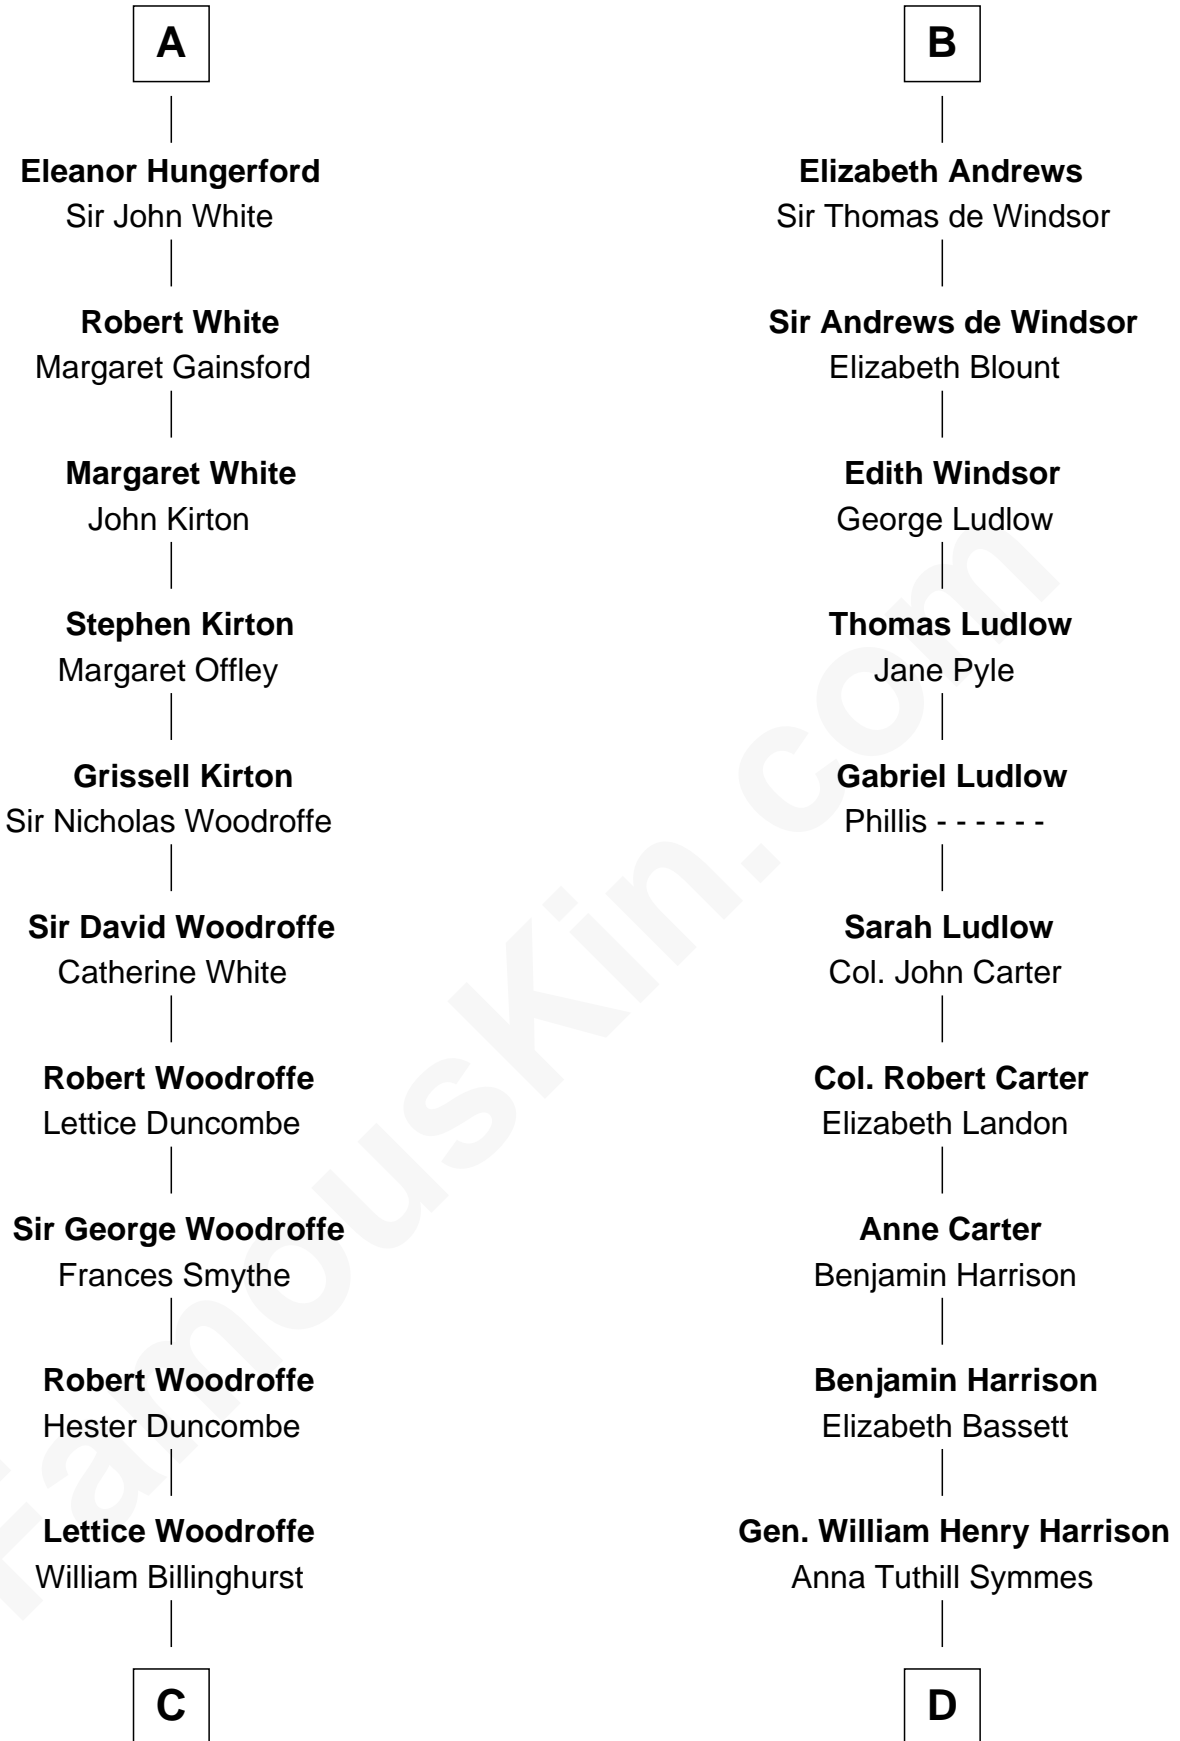 A
Eleanor Hungerford
Sir John White
Robert White
Margaret Gainsford
Margaret White
John Kirton
Stephen Kirton
Margaret Offley
Grissell Kirton
Sir Nicholas Woodroffe
Sir David Woodroffe
Catherine White
Robert Woodroffe
Lettice Duncombe
Sir George Woodroffe
Frances Smythe
Robert Woodroffe
Hester Duncombe
Lettice Woodroffe
William Billinghurst
C
B
Elizabeth Andrews
Sir Thomas de Windsor
Sir Andrews de Windsor
Elizabeth Blount
Edith Windsor
George Ludlow
Thomas Ludlow
Jane Pyle
Gabriel Ludlow
Phillis - - - - - -
Sarah Ludlow
Col. John Carter
Col. Robert Carter
Elizabeth Landon
Anne Carter
Benjamin Harrison
Benjamin Harrison
Elizabeth Bassett
Gen. William Henry Harrison
Anna Tuthill Symmes
D
FamousKin.com